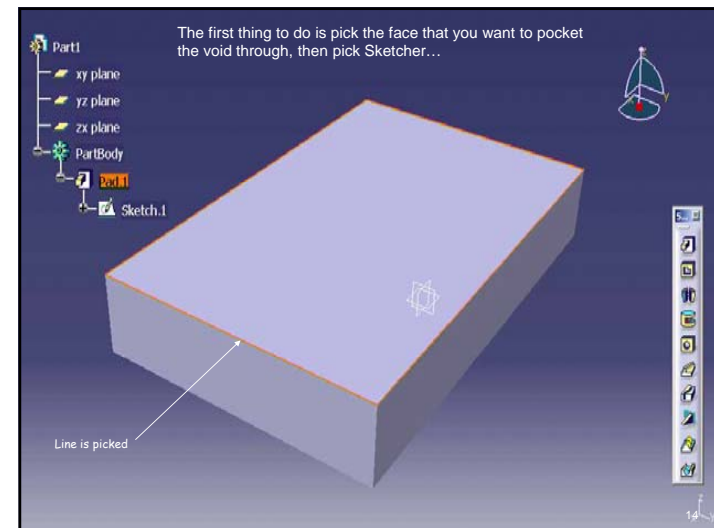 The first thing to do is pick the face that you want to pocket
the void through, then pick Sketcher…
Part1
xy plane
yz plane
zx plane
PartBody
Pad.1
Sketch.1
S...
Line is picked
14